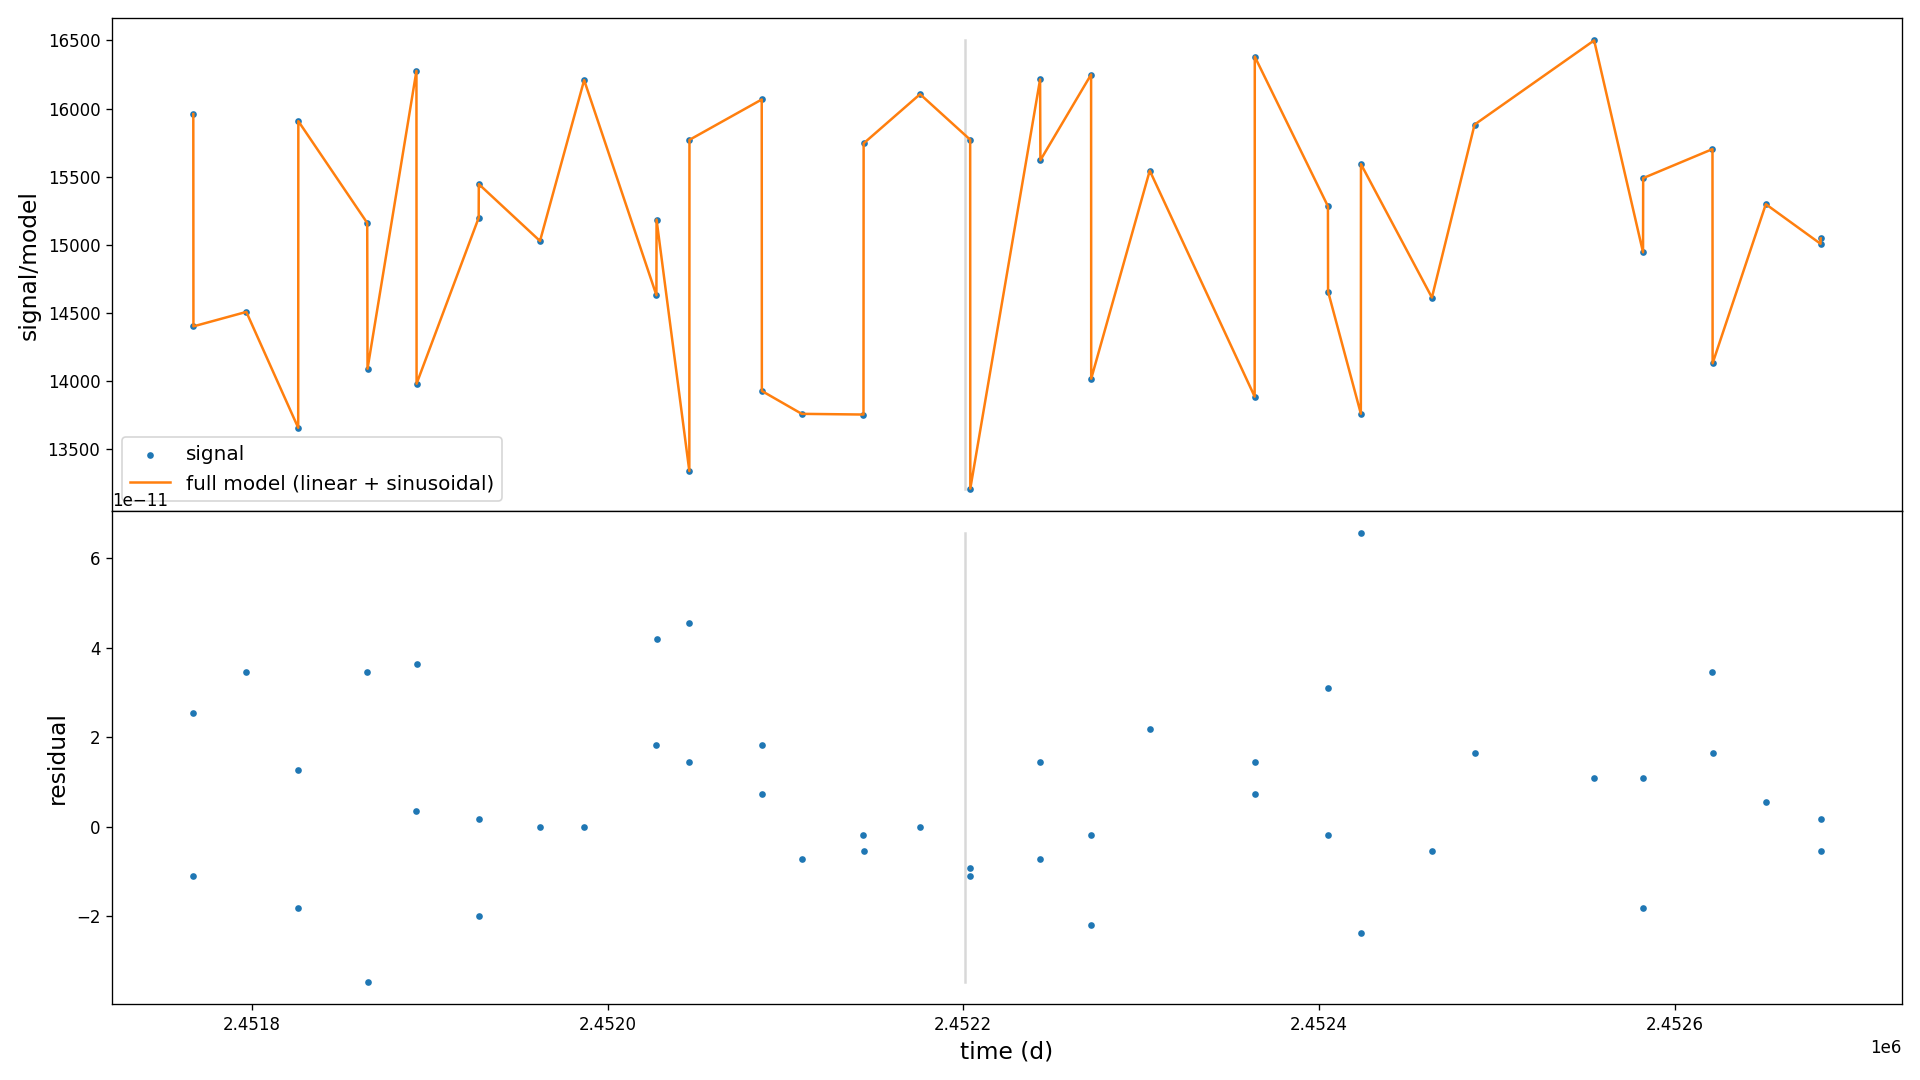 16500
16000
15500
15000
14500
14000
13500
signal/model
signal
full model (linear + sinusoidal)
1e−11
6
4
2
0
−2
residual
2.4518
2.4520
2.4522
2.4524
2.4526
time (d)
1e6